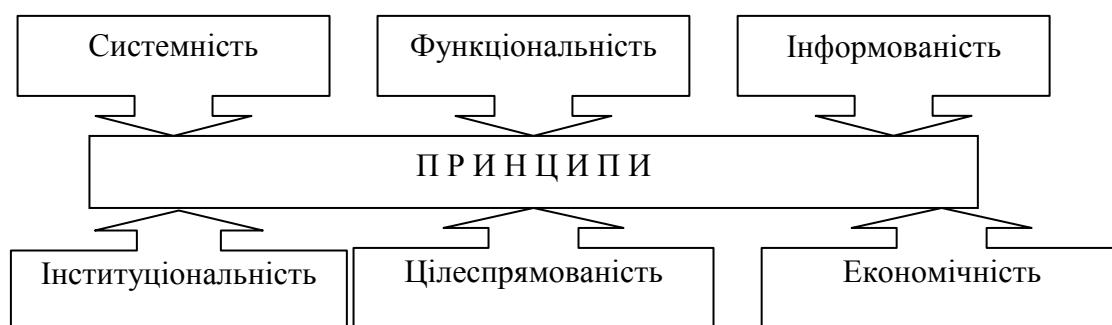 Системність
Функціональність
Інформованість
П Р И Н Ц И П И
Інституціональність
Цілеспрямованість
Економічність